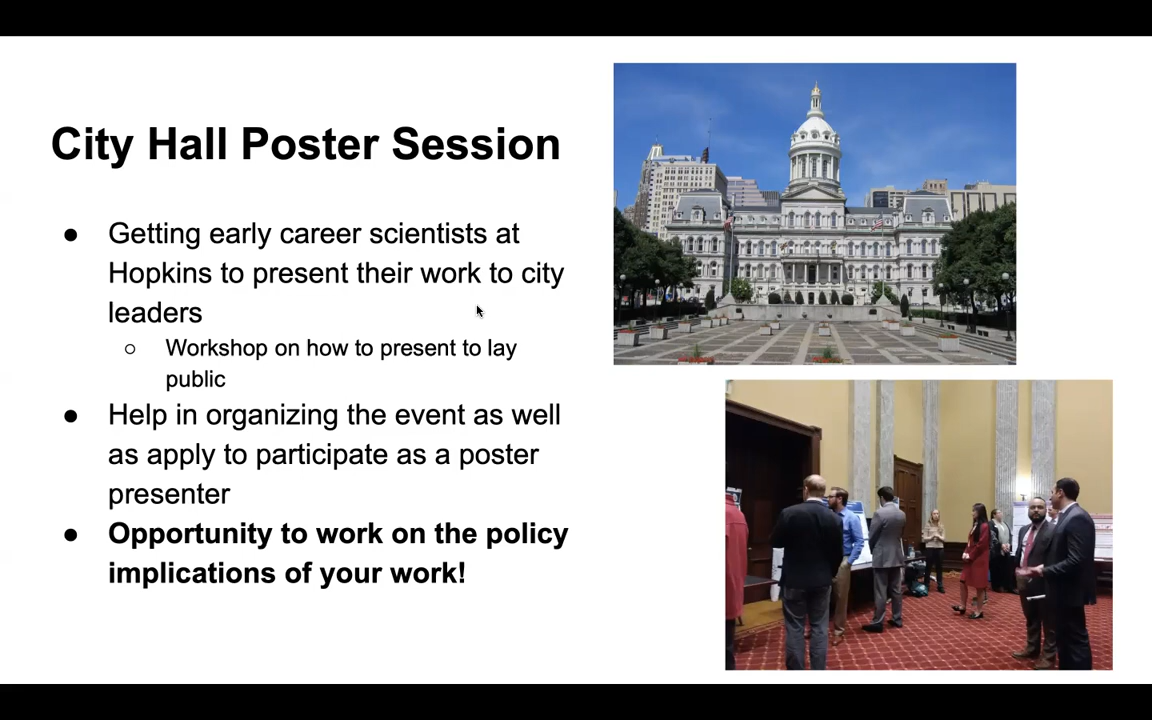 City Hall Poster Session
● Getting early career scientists at
Hopkins to present their work to city
leaders
○ Workshop on how to present to lay
public
● Help in organizing the event as well
as apply to participate as a poster
presenter
● Opportunity to work on the policy
implications of your work!